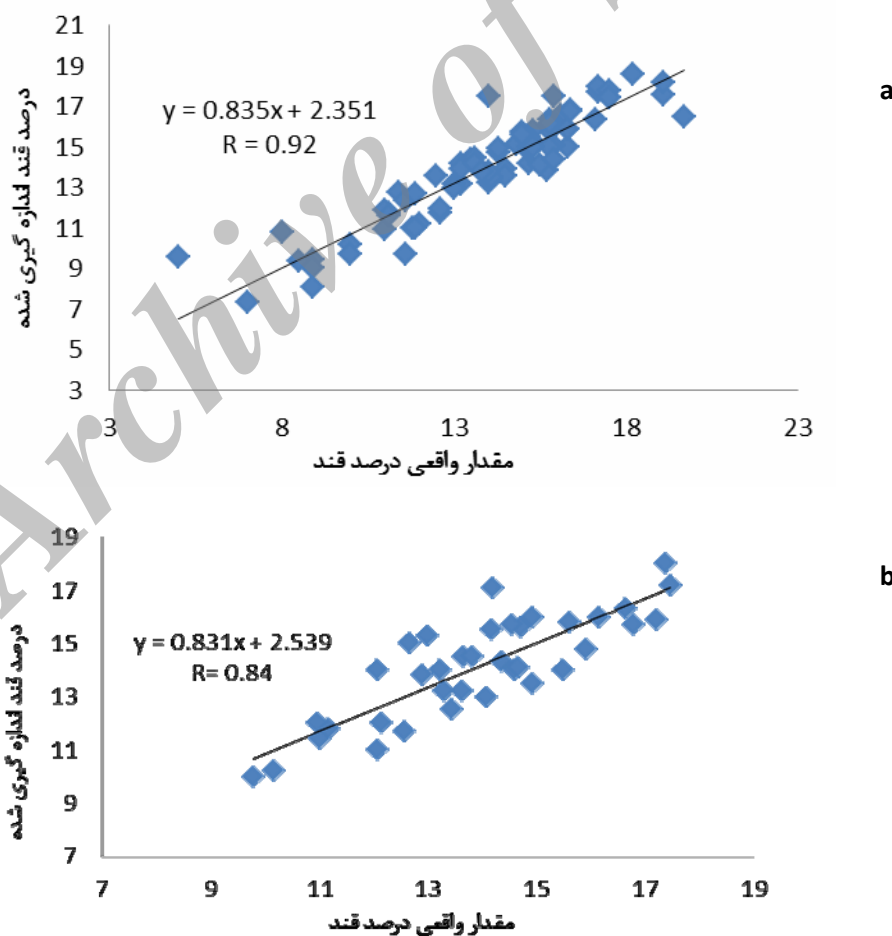 21
19
17
15
13
11
9
7
5
3
درصد قند اندازه گیری شده
y = 0.835x + 2.351
R = 0.92
a
3 8 13 18 23
مقدار واقعی درصد قند
Archive of
19
17
15
13
11
9
7
درصد قند اندازه گیری شده
y = 0.831x + 2.539
R= 0.84
b
7 9 11 13 15 17 19
مقدار واقعی درصد قند